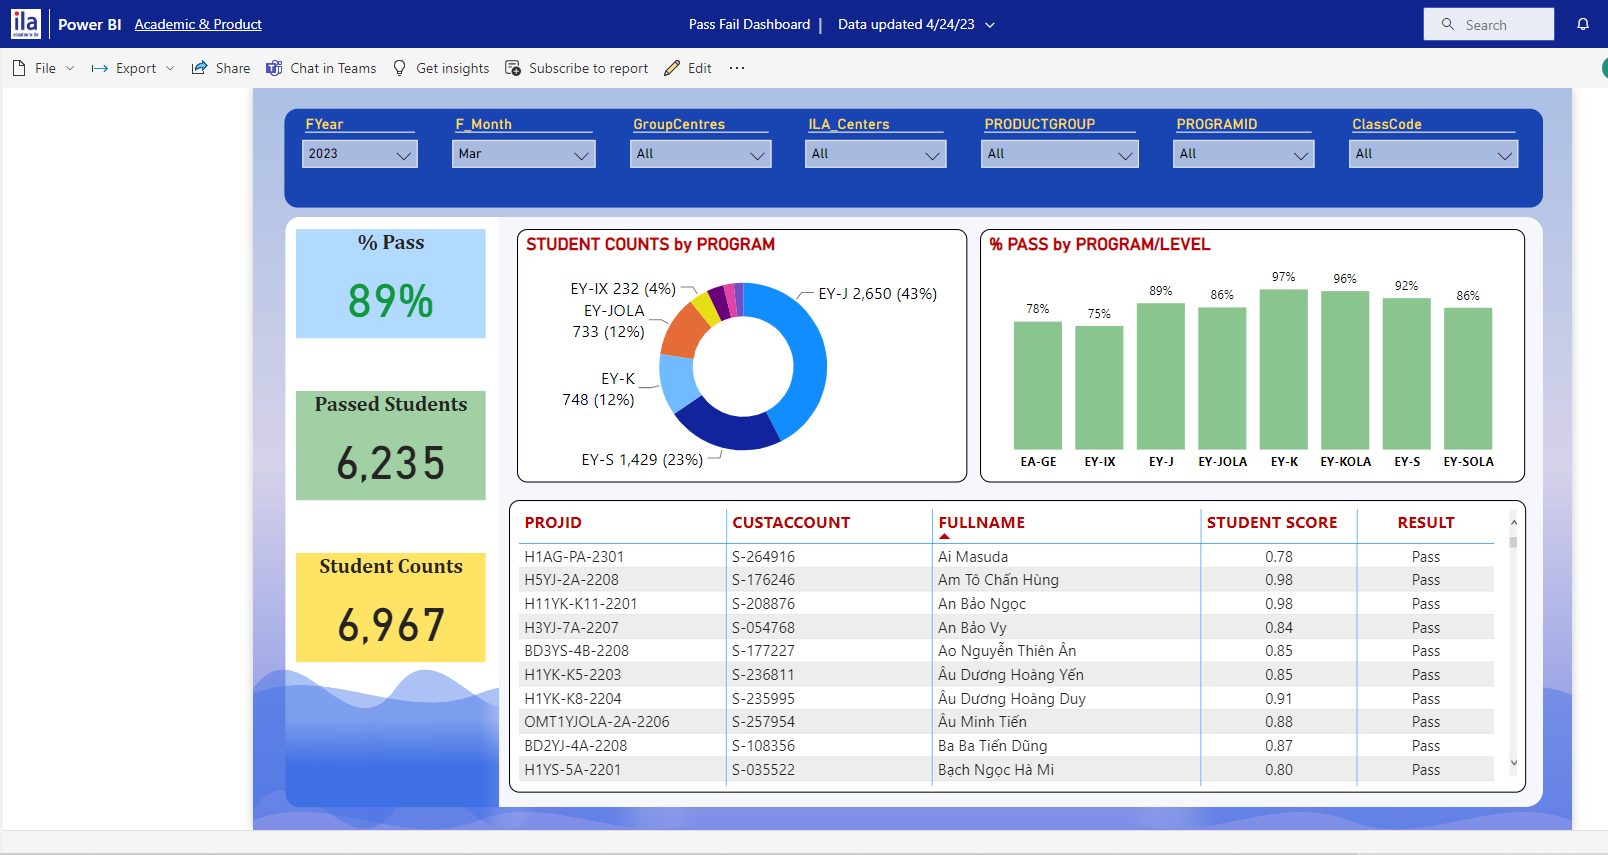 ila
Power BI
Academic & Product
Pass Fail Dashboard | Data updated 4/24/23
Search
File
Export
Share
Chat in Teams
Get insights
Subscribe to report
Edit
FYear
F_Month
GroupCentres
ILA_Centers
PRODUCTGROUP
PROGRAMID
ClassCode
2023
Mar
All
All
All
All
All
% Pass
89%
Passed Students
6,235
Student Counts
6,967
STUDENT COUNTS by PROGRAM
EY-IX 232 (4%)
EY-JOLA
733 (12%)
EY-K
748 (12%)
EY-S 1,429 (23%)
EY-J 2,650 (43%)
% PASS by PROGRAM/LEVEL
78%
75%
89%
86%
97%
96%
92%
86%
EA-GE
EY-IX
EY-J
EY-JOLA
EY-K
EY-KOLA
EY-S
EY-SOLA
PROJID CUSTACCOUNT FULLNAME STUDENT SCORE RESULT
H1AG-PA-2301 S-264916 Ai Masuda 0.78 Pass
H5YJ-2A-2208 S-176246 Am Tô Chấn Hùng 0.98 Pass
H11YK-K11-2201 S-208876 An Bảo Ngọc 0.98 Pass
H3YJ-7A-2207 S-054768 An Bảo Vy 0.84 Pass
BD3YS-4B-2208 S-177227 Ao Nguyễn Thiên Ân 0.85 Pass
H1YK-K5-2203 S-236811 Âu Dương Hoàng Yến 0.85 Pass
H1YK-K8-2204 S-235995 Âu Dương Hoàng Duy 0.91 Pass
OMT1YJOLA-2A-2206 S-257954 Âu Minh Tiến 0.88 Pass
BD2YJ-4A-2208 S-108356 Ba Ba Tiến Dũng 0.87 Pass
H1YS-5A-2201 S-035522 Bạch Ngọc Hà Mi 0.80 Pass